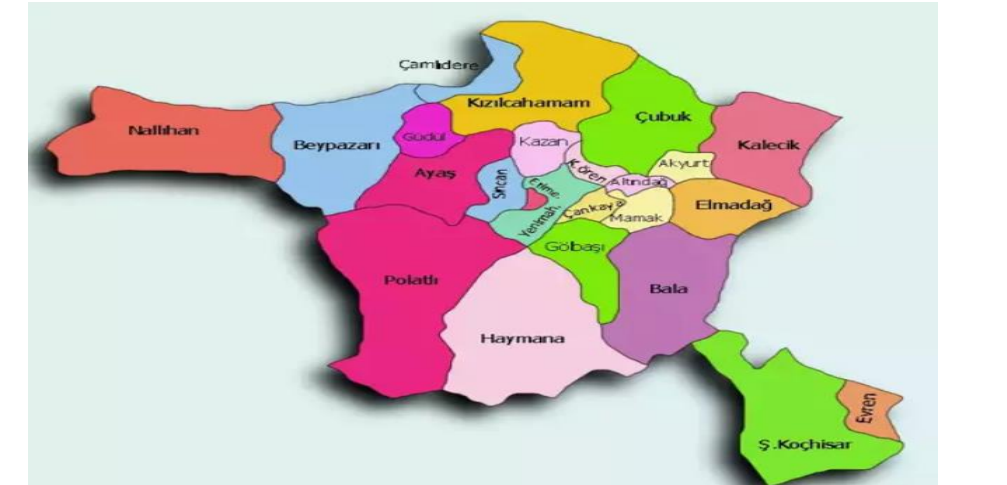 Çamlıdere
Kızılcahamam
Nallıhan
Beypazarı
Güdül
Kazan
Çubuk
Kalecik
Ayaş
Sincan
Etime.
K.ören
Akyurt
Altındağ
Yenimah.
Çankaya
Mamak
Elmadağ
Gölbaşı
Polatlı
Bala
Haymana
Evren
Ş.Koçhisar